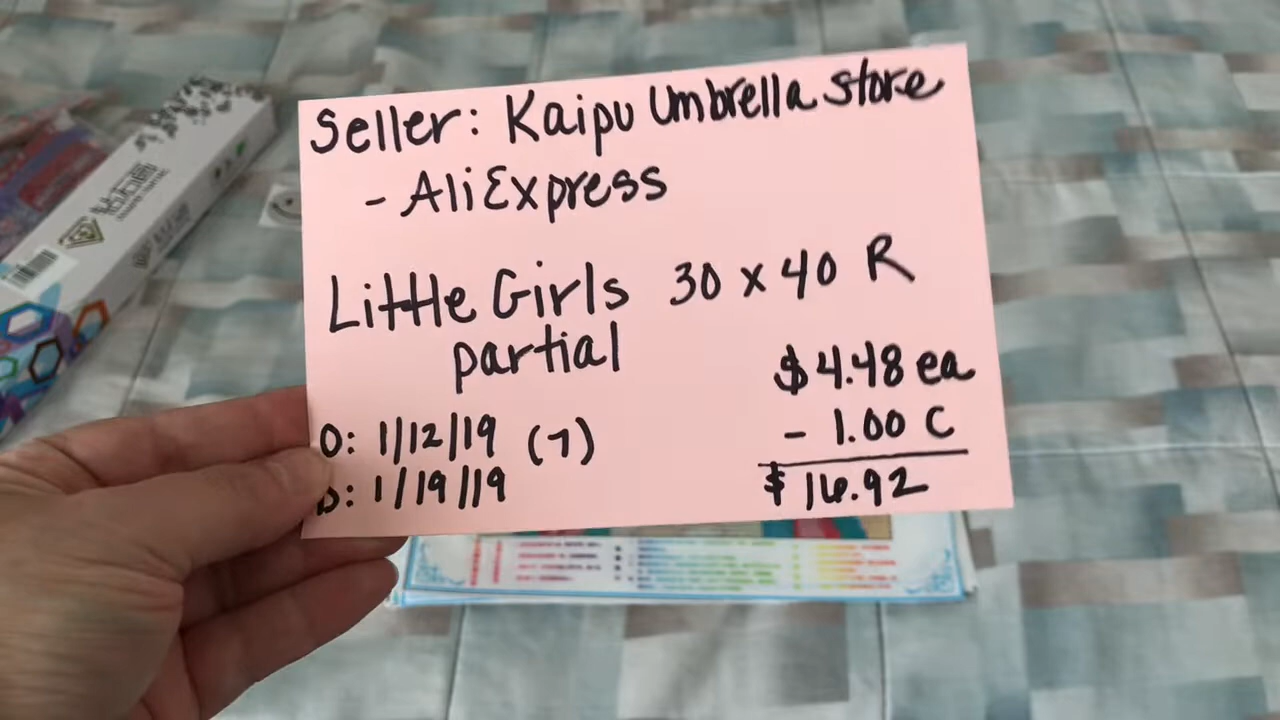 Seller: Kaipu Umbrella Store
- AliExpress
Little Girls 30 x 40 R
partial
$4.48 ea
- 1.00 C
$16.92
O: 1/12/19 (7)
D: 1/19/19